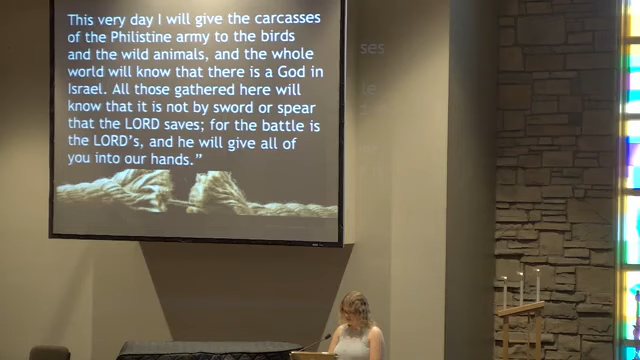 This very day I will give the carcasses
of the Philistine army to the birds
and the wild animals, and the whole
world will know that there is a God in
Israel. All those gathered here will
know that it is not by sword or spear
that the LORD saves; for the battle is
the LORD’s, and he will give all of
you into our hands.”
ses